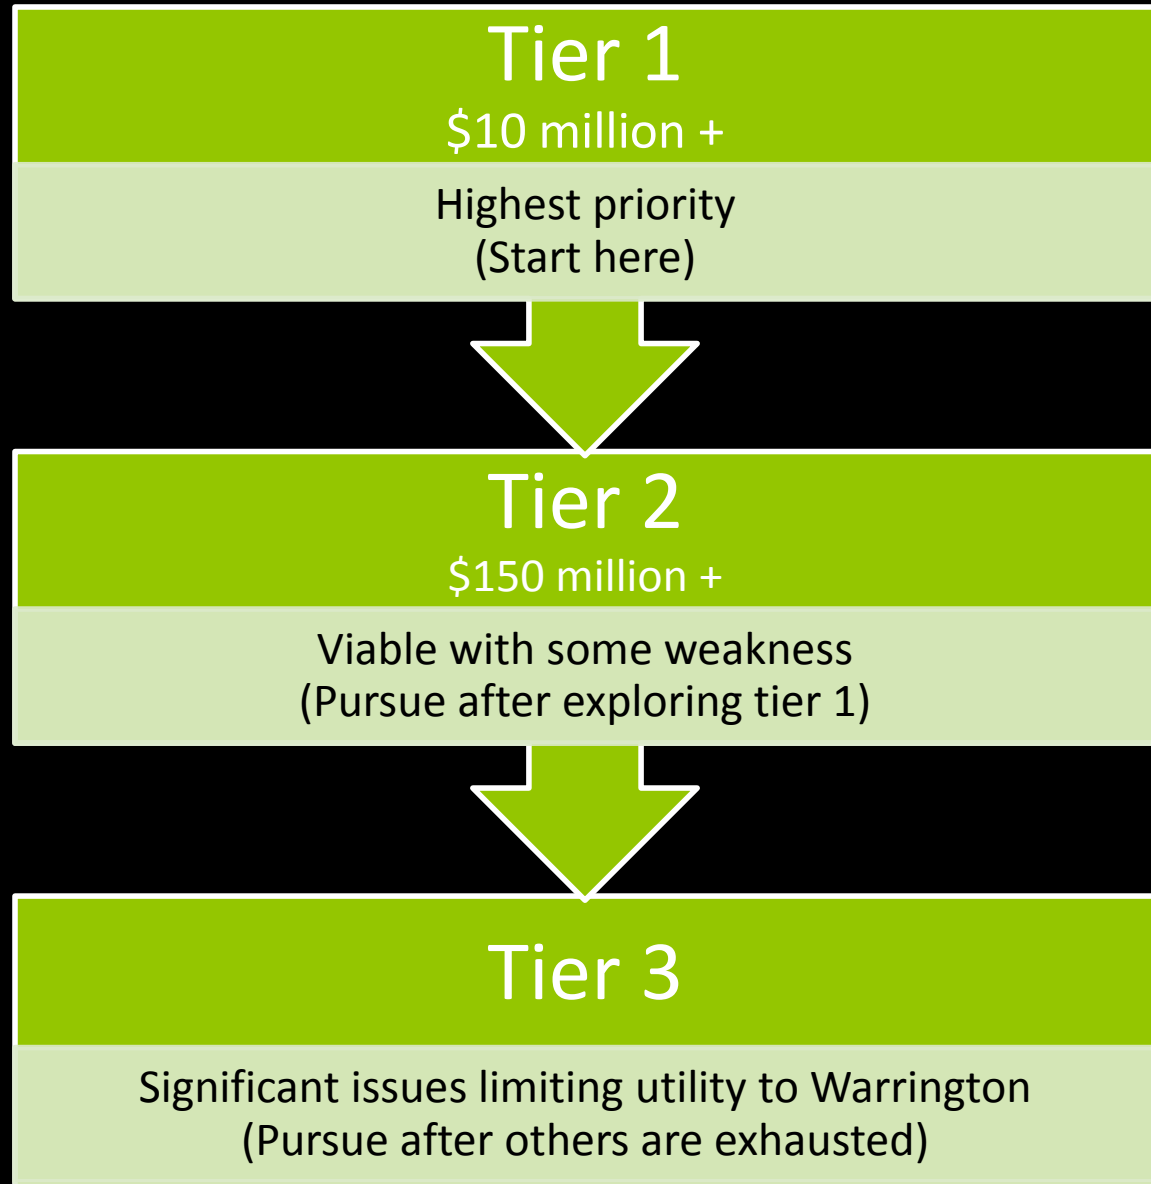 Tier 1
$10 million +
Highest priority
(Start here)
Tier 2
$150 million +
Viable with some weakness
(Pursue after exploring tier 1)
Tier 3
Significant issues limiting utility to Warrington
(Pursue after others are exhausted)